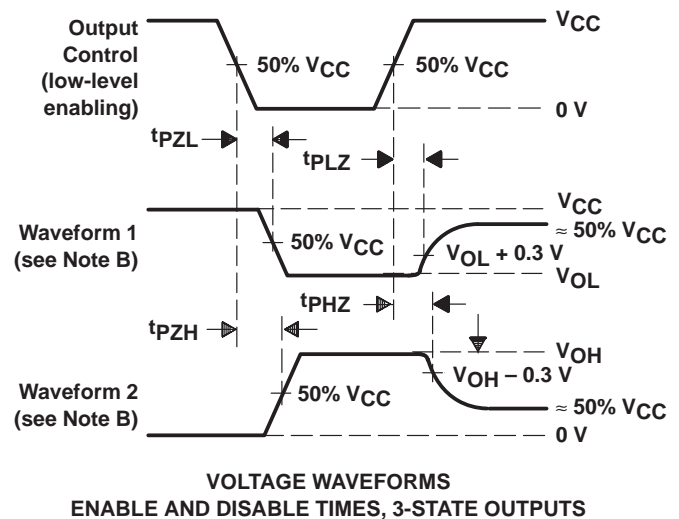 Output
Control
(low-level
enabling)
VCC
50% VCC
50% VCC
0 V
tPZL
tPLZ
VCC
Waveform 1
(see Note B)
50% VCC
≈ 50% VCC
VOL + 0.3 V
VOL
tPHZ
tPZH
VOH
VOH – 0.3 V
Waveform 2
(see Note B)
50% VCC
≈ 50% VCC
0 V
VOLTAGE WAVEFORMS
ENABLE AND DISABLE TIMES, 3-STATE OUTPUTS